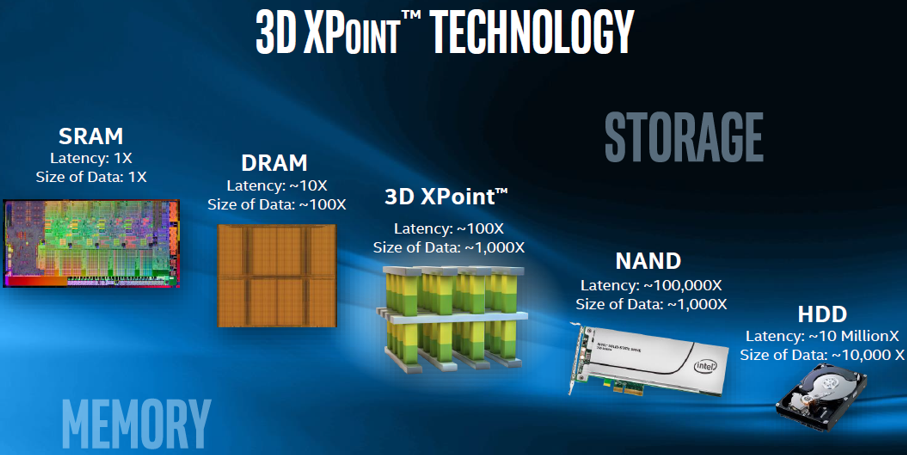 3D XPOINT™ TECHNOLOGY
STORAGE
SRAM
Latency: 1X
Size of Data: 1X
DRAM
Latency: ~10X
Size of Data: ~100X
3D XPoint™
Latency: ~100X
Size of Data: ~1,000X
NAND
Latency: ~100,000X
Size of Data: ~1,000X
HDD
Latency: ~10 MillionX
Size of Data: ~10,000 X
intel
MEMORY